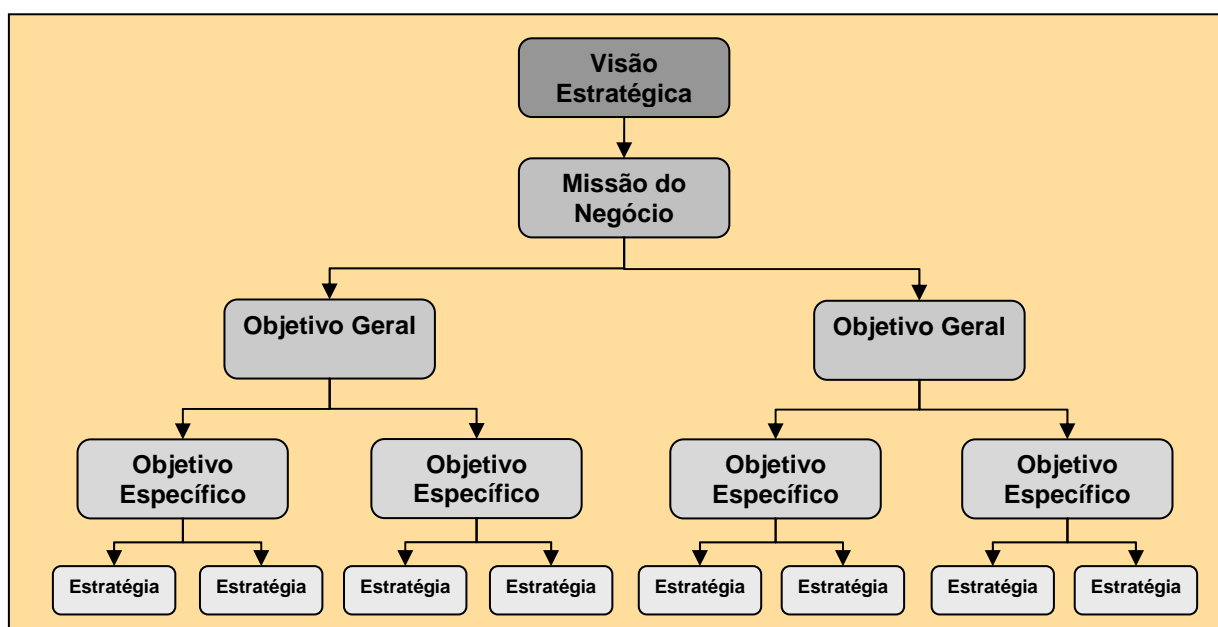 Visão
Estratégica
Missão do
Negócio
Objetivo Geral
Objetivo Geral
Objetivo
Específico
Objetivo
Específico
Objetivo
Específico
Objetivo
Específico
Estratégia
Estratégia
Estratégia
Estratégia
Estratégia
Estratégia
Estratégia
Estratégia